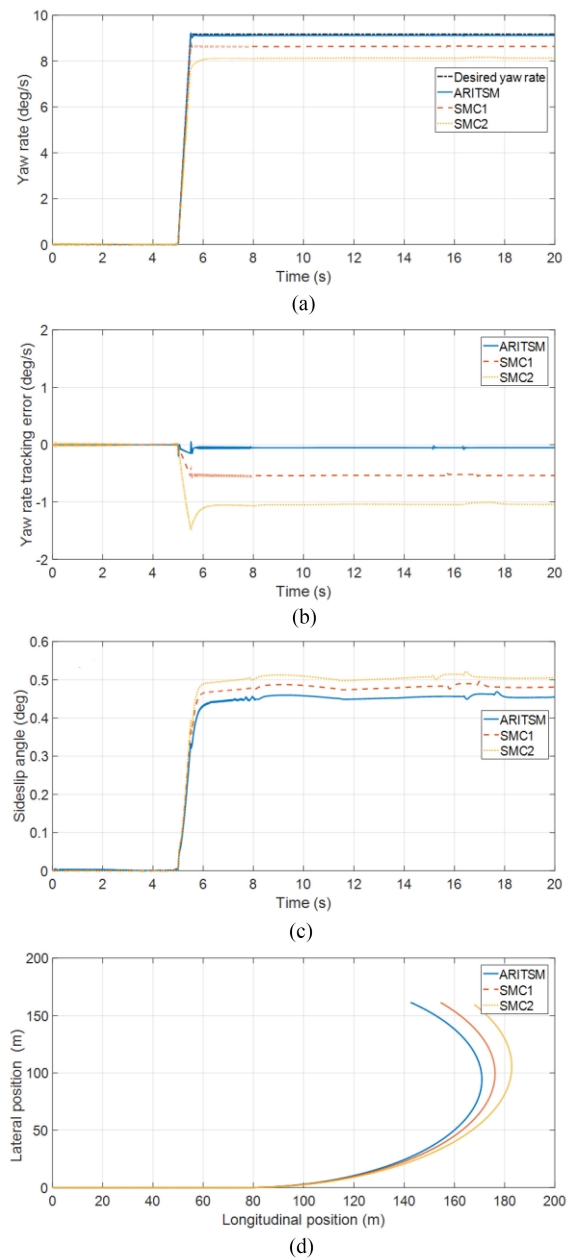 10
8
6
4
2
0
Yaw rate (deg/s)
Desired yaw rate
ARITSM
SMC1
SMC2
0 2 4 6 8 10 12 14 16 18 20
Time (s)
(a)
2
1
0
-1
-2
Yaw rate tracking error (deg/s)
ARITSM
SMC1
SMC2
0 2 4 6 8 10 12 14 16 18 20
Time (s)
(b)
0.6
0.5
0.4
0.3
0.2
0.1
0
Sideslip angle (deg)
ARITSM
SMC1
SMC2
0 2 4 6 8 10 12 14 16 18 20
Time (s)
(c)
200
150
100
50
0
Lateral position (m)
ARITSM
SMC1
SMC2
0 20 40 60 80 100 120 140 160 180 200
Longitudinal position (m)
(d)